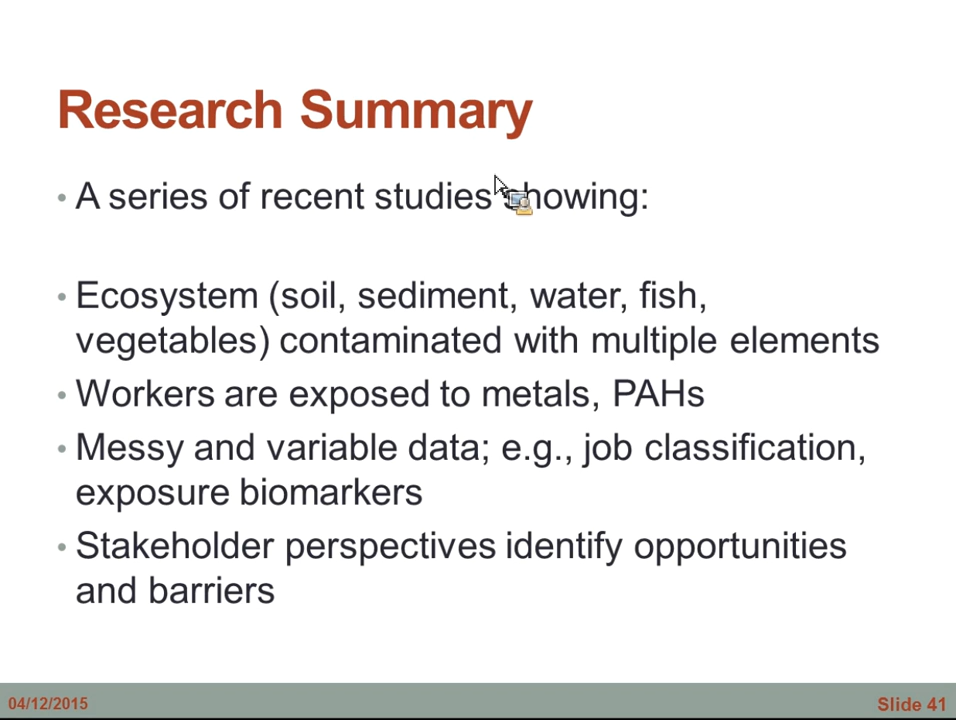 Research Summary
• A series of recent studies showing:
• Ecosystem (soil, sediment, water, fish,
vegetables) contaminated with multiple elements
• Workers are exposed to metals, PAHs
• Messy and variable data; e.g., job classification,
exposure biomarkers
• Stakeholder perspectives identify opportunities
and barriers
04/12/2015
Slide 41